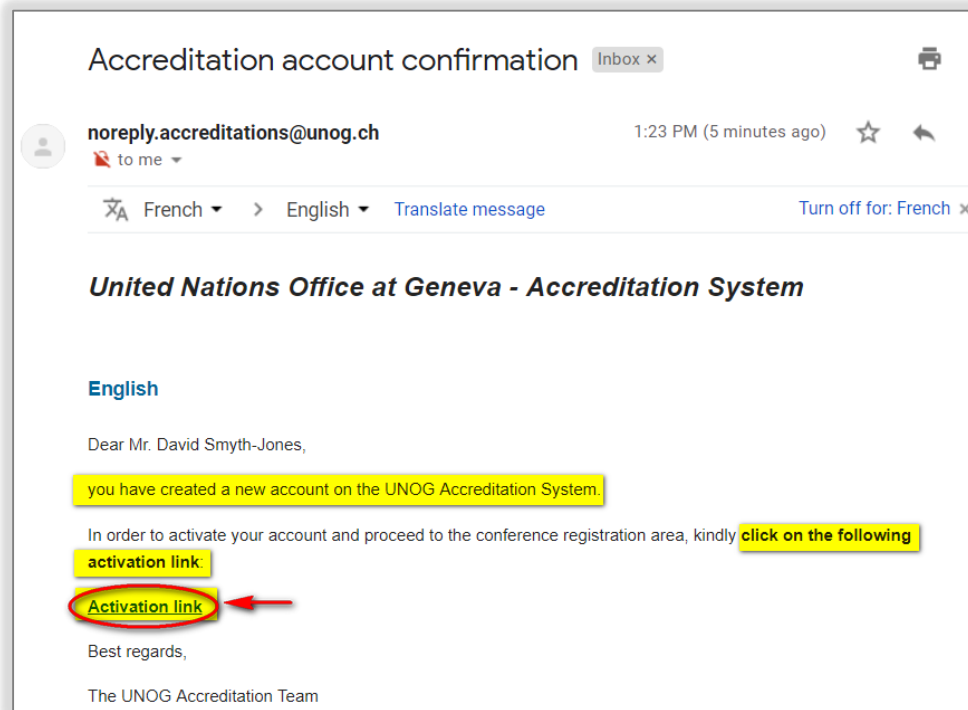 Accreditation account confirmation Inbox ×
noreply.accreditations@unog.ch 1:23 PM (5 minutes ago)
to me
French > English Translate message Turn off for: French ×
United Nations Office at Geneva - Accreditation System
English
Dear Mr. David Smyth-Jones,
you have created a new account on the UNOG Accreditation System.
In order to activate your account and proceed to the conference registration area, kindly click on the following
activation link:
Activation link
Best regards,
The UNOG Accreditation Team